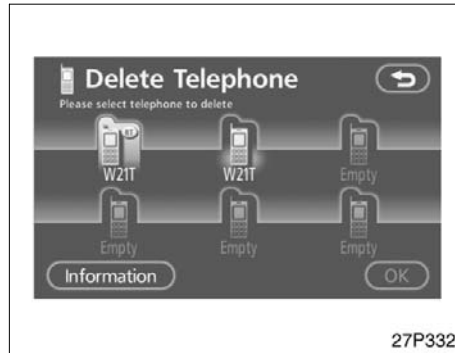 Delete Telephone
Please select telephone to delete
W21T W21T Empty
Empty Empty Empty
Information OK
27P332